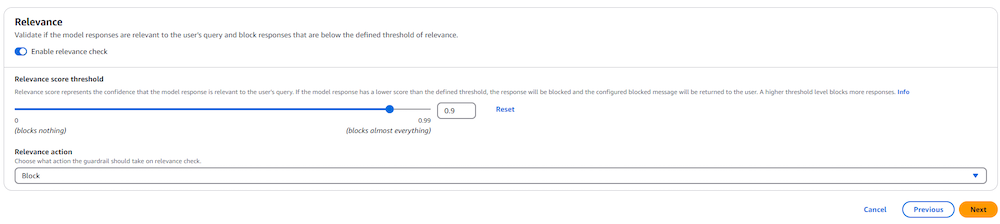 Relevance
Validate if the model responses are relevant to the user's query and block responses that are below the defined threshold of relevance.
Enable relevance check
Relevance score threshold
Relevance score represents the confidence that the model response is relevant to the user's query. If the model response has a lower score than the defined threshold, the response will be blocked and the configured blocked message will be returned to the user. A higher threshold level blocks more responses. Info
0.9 Reset
0 0.99
(blocks nothing) (blocks almost everything)
Relevance action
Choose what action the guardrail should take on relevance check.
Block
Cancel Previous Next